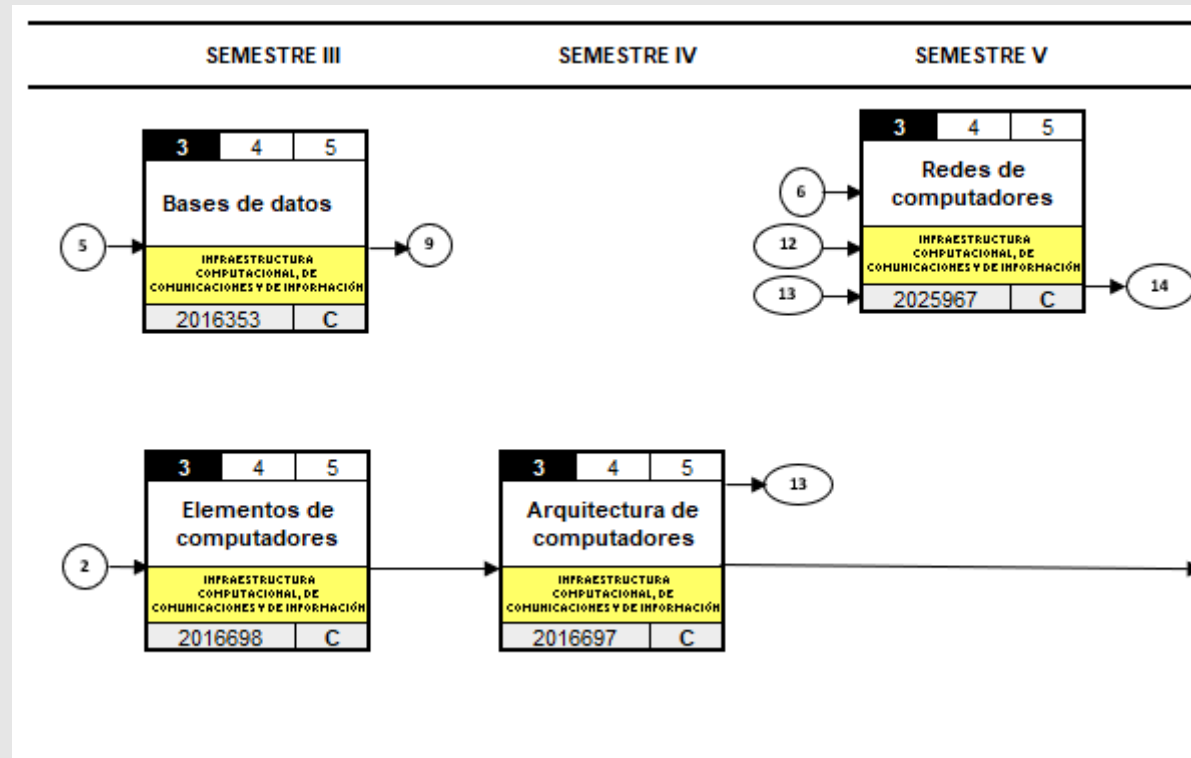 SEMESTRE III
SEMESTRE IV
SEMESTRE V
3 4 5
Bases de datos
INFRAESTRUCTURA
COMPUTACIONAL, DE
COMUNICACIONES Y DE INFORMACIÓN
2016353 C
5
9
3 4 5
Redes de
computadores
INFRAESTRUCTURA
COMPUTACIONAL, DE
COMUNICACIONES Y DE INFORMACIÓN
2025967 C
6
12
13
14
3 4 5
Elementos de
computadores
INFRAESTRUCTURA
COMPUTACIONAL, DE
COMUNICACIONES Y DE INFORMACIÓN
2016698 C
2
3 4 5
Arquitectura de
computadores
INFRAESTRUCTURA
COMPUTACIONAL, DE
COMUNICACIONES Y DE INFORMACIÓN
2016697 C
13